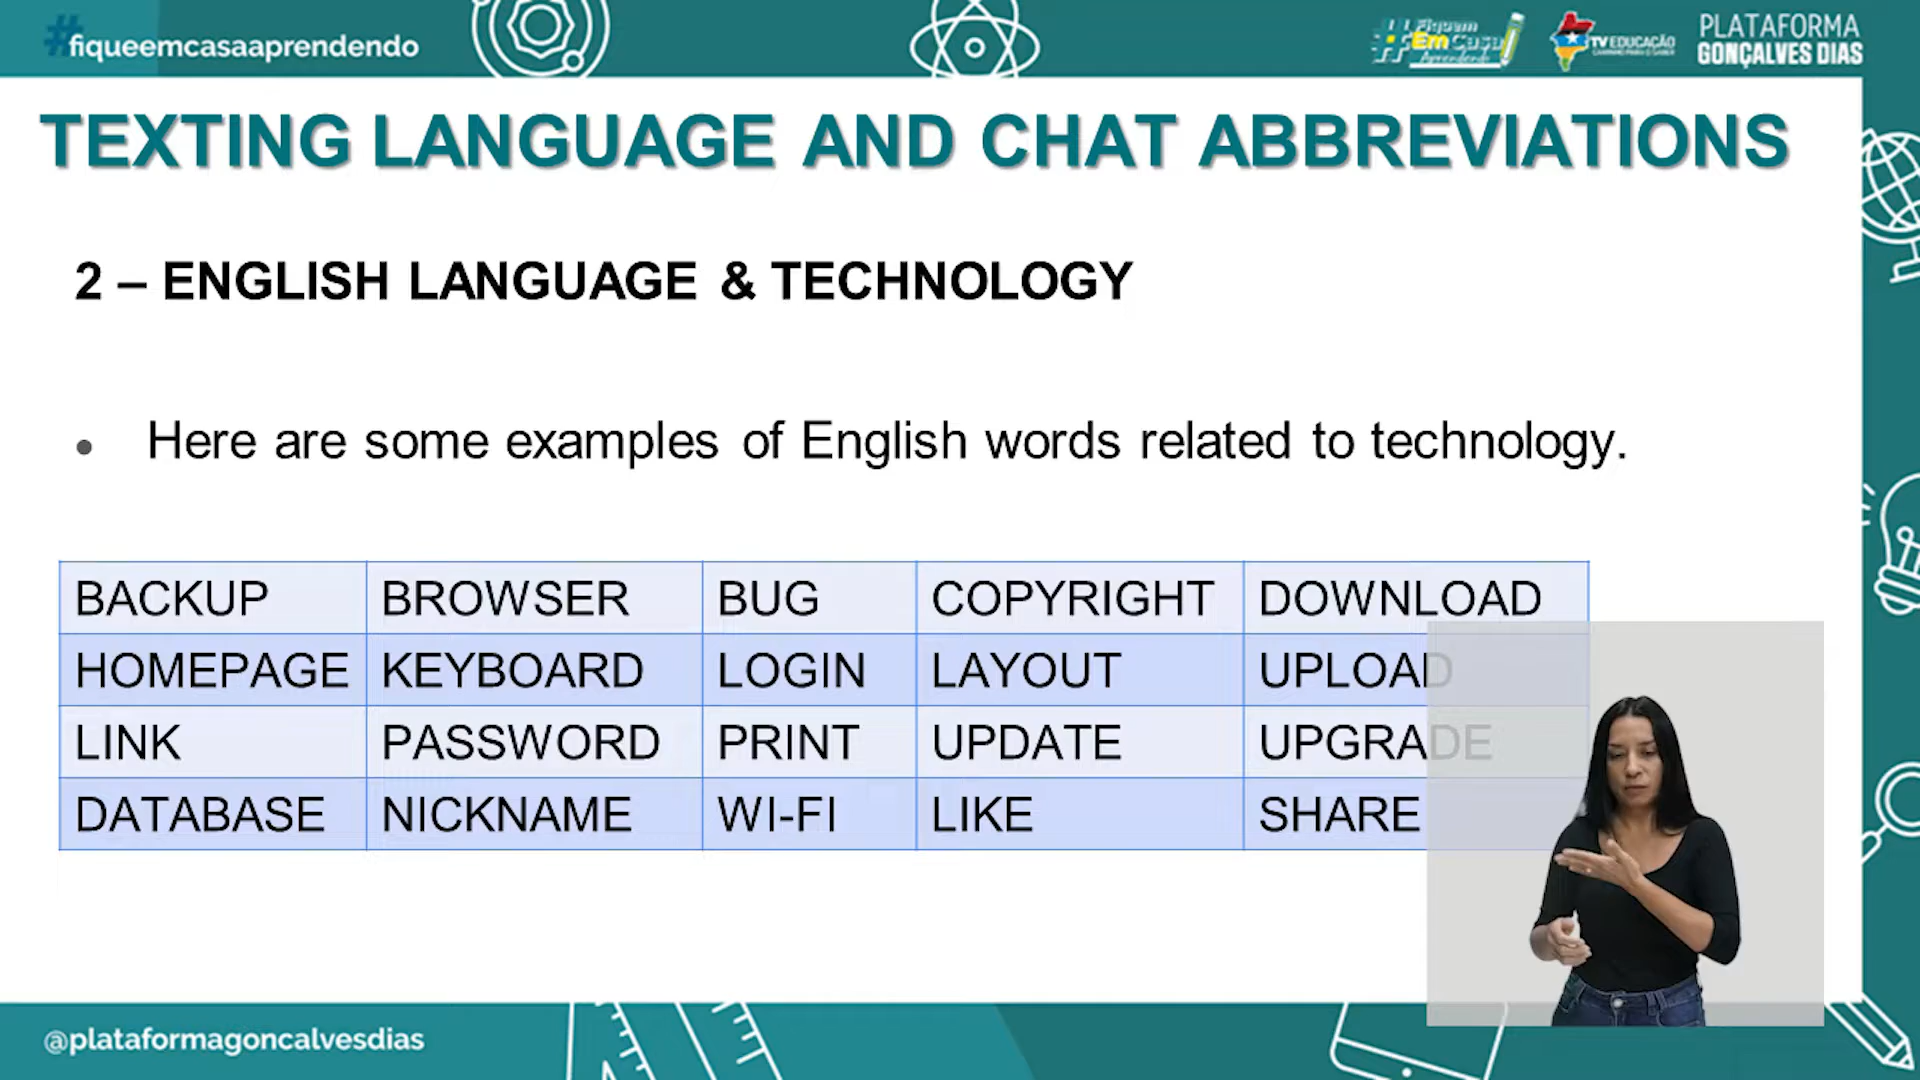 #fiqueemcasaaprendendo
#Fiquem Em Casa Aprendendo
TV EDUCAÇÃO
PLATAFORMA
GONÇALVES DIAS
TEXTING LANGUAGE AND CHAT ABBREVIATIONS
2 – ENGLISH LANGUAGE & TECHNOLOGY
• Here are some examples of English words related to technology.
BACKUP BROWSER BUG COPYRIGHT DOWNLOAD
HOMEPAGE KEYBOARD LOGIN LAYOUT UPLOAD
LINK PASSWORD PRINT UPDATE UPGRADE
DATABASE NICKNAME WI-FI LIKE SHARE
@plataformagoncalvesdias